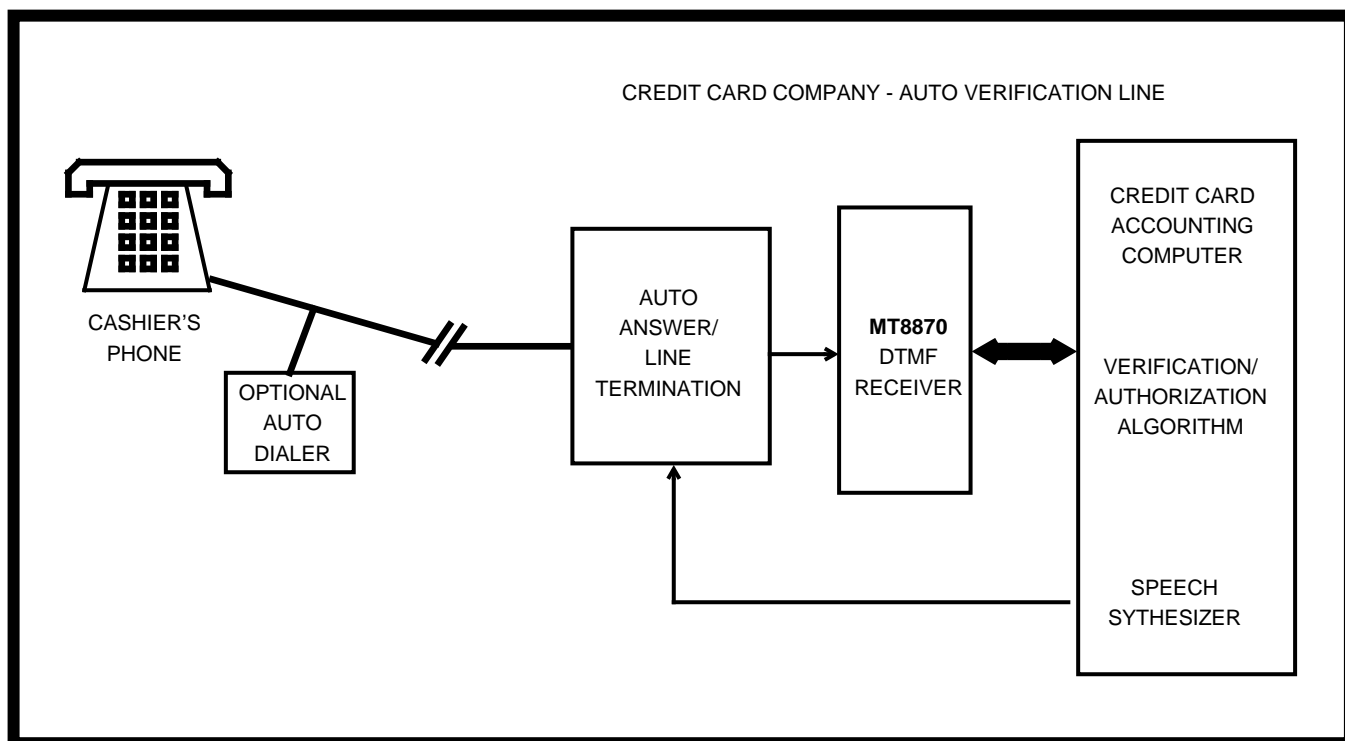 CREDIT CARD COMPANY - AUTO VERIFICATION LINE
CASHIER'S
PHONE
OPTIONAL
AUTO
DIALER
AUTO
ANSWER/
LINE
TERMINATION
MT8870
DTMF
RECEIVER
CREDIT CARD
ACCOUNTING
COMPUTER
VERIFICATION/
AUTHORIZATION
ALGORITHM
SPEECH
SYTHESIZER